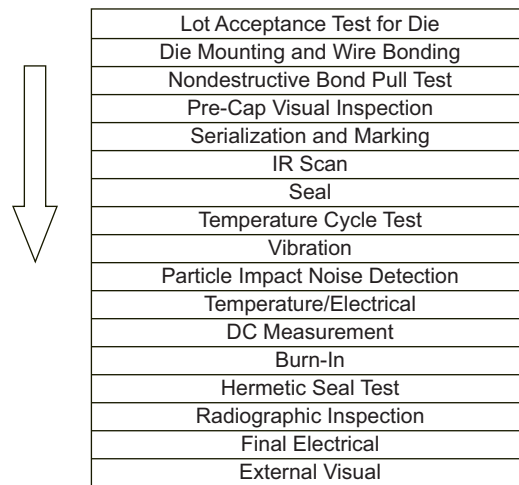 Lot Acceptance Test for Die
Die Mounting and Wire Bonding
Nondestructive Bond Pull Test
Pre-Cap Visual Inspection
Serialization and Marking
IR Scan
Seal
Temperature Cycle Test
Vibration
Particle Impact Noise Detection
Temperature/Electrical
DC Measurement
Burn-In
Hermetic Seal Test
Radiographic Inspection
Final Electrical
External Visual